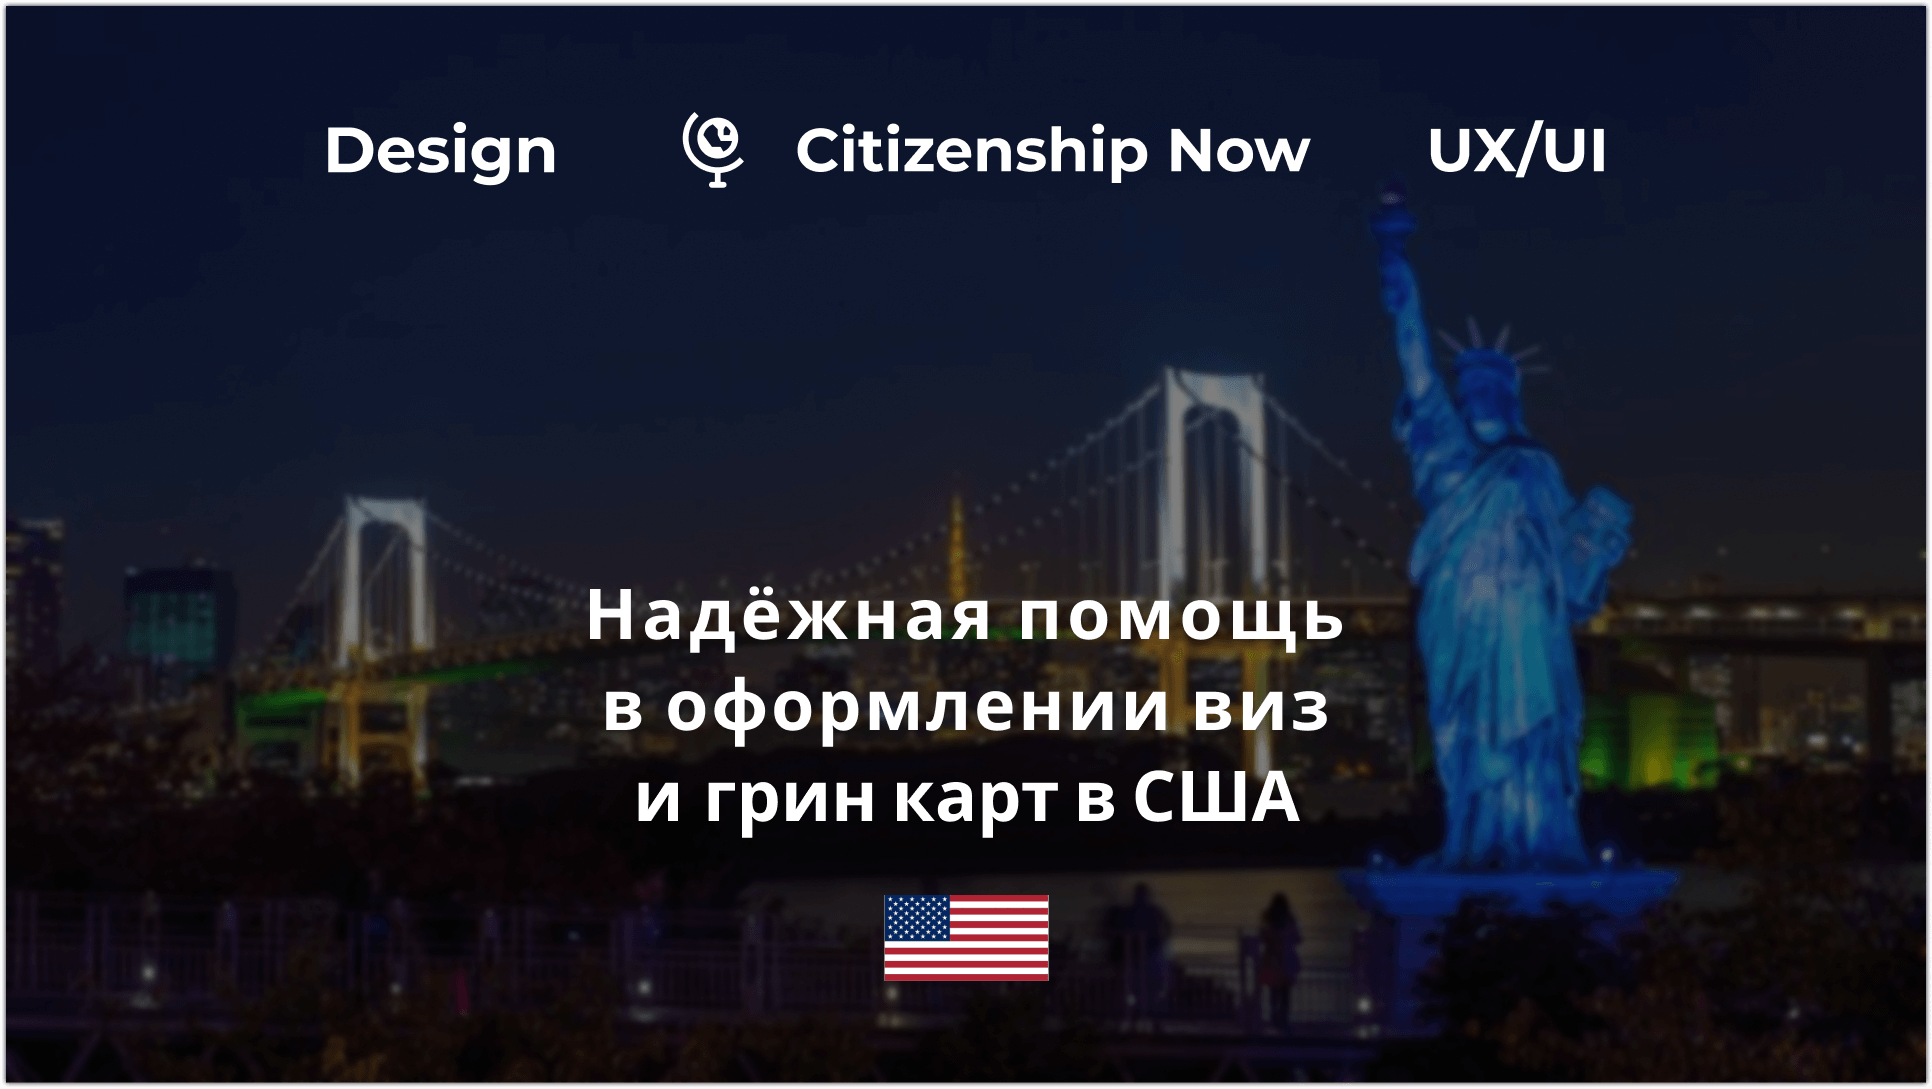 Design Citizenship Now UX/UI
Надёжная помощь
в оформлении виз
и грин карт в США